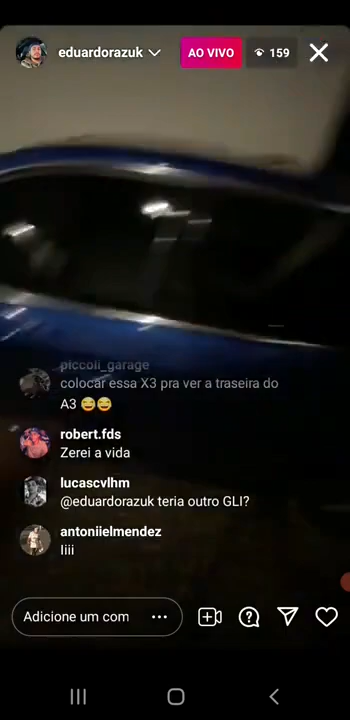 eduardorazuk
AO VIVO
159
piccoli_garage
colocar essa X3 pra ver a traseira do
A3 😅😅
robert.fds
Zerei a vida
lucascvlhm
@eduardorazuk teria outro GLI?
antoniielmendez
Iiii
Adicione um com